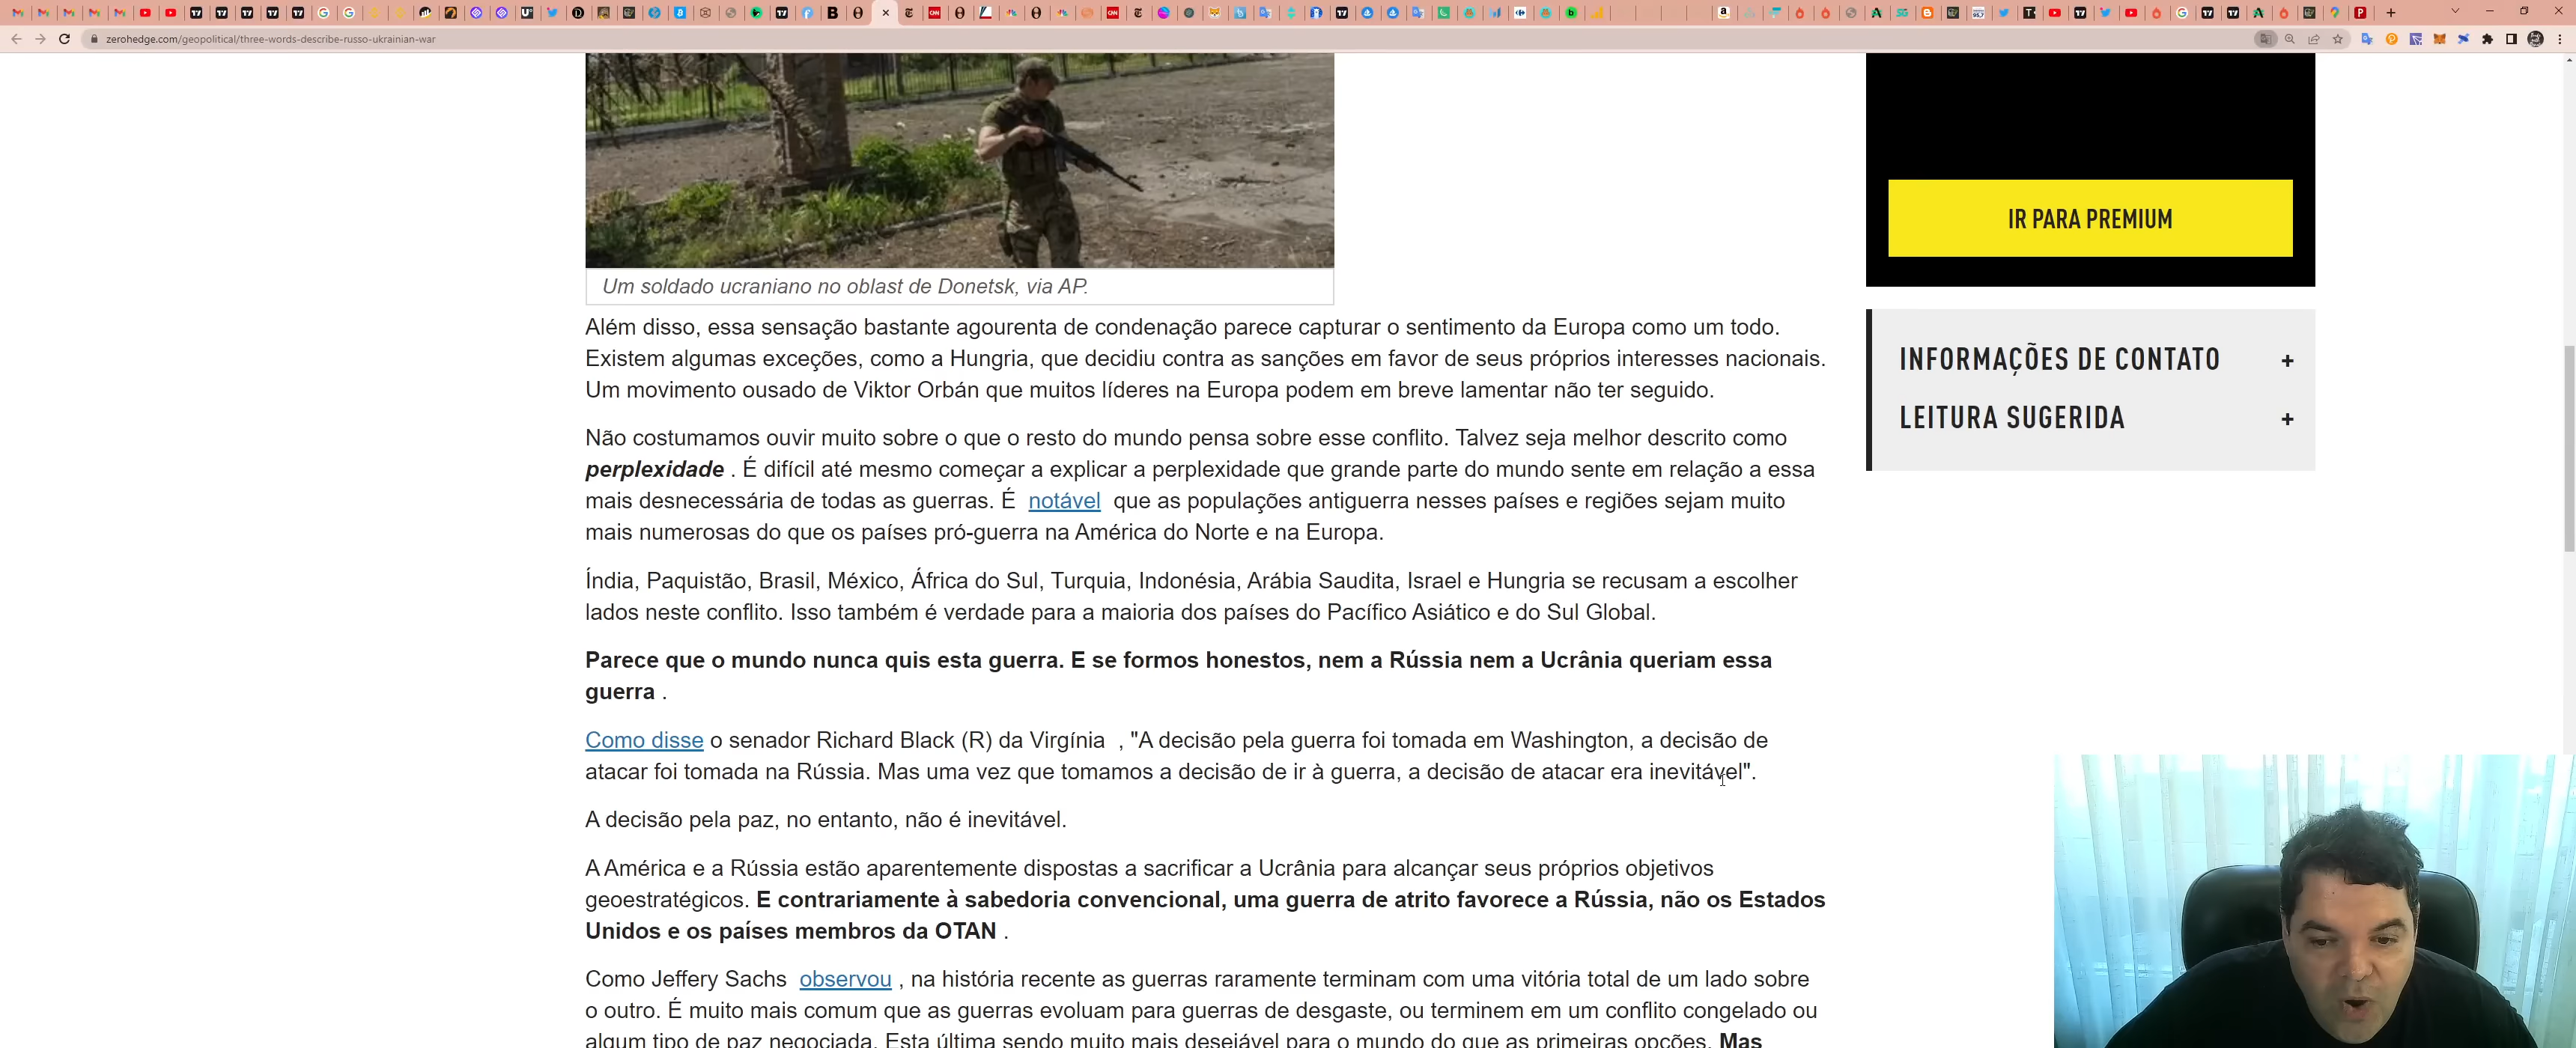 zerohedge.com/geopolitical/three-words-describe-russo-ukrainian-war
IR PARA PREMIUM
Um soldado ucraniano no oblast de Donetsk, via AP.
Além disso, essa sensação bastante agourenta de condenação parece capturar o sentimento da Europa como um todo.
Existem algumas exceções, como a Hungria, que decidiu contra as sanções em favor de seus próprios interesses nacionais.
Um movimento ousado de Viktor Orbán que muitos líderes na Europa podem em breve lamentar não ter seguido.
INFORMAÇÕES DE CONTATO +
LEITURA SUGERIDA +
Não costumamos ouvir muito sobre o que o resto do mundo pensa sobre esse conflito. Talvez seja melhor descrito como
perplexidade . É difícil até mesmo começar a explicar a perplexidade que grande parte do mundo sente em relação a essa
mais desnecessária de todas as guerras. É notável que as populações antiguerra nesses países e regiões sejam muito
mais numerosas do que os países pró-guerra na América do Norte e na Europa.
Índia, Paquistão, Brasil, México, África do Sul, Turquia, Indonésia, Arábia Saudita, Israel e Hungria se recusam a escolher
lados neste conflito. Isso também é verdade para a maioria dos países do Pacífico Asiático e do Sul Global.
Parece que o mundo nunca quis esta guerra. E se formos honestos, nem a Rússia nem a Ucrânia queriam essa
guerra .
Como disse o senador Richard Black (R) da Virgínia , "A decisão pela guerra foi tomada em Washington, a decisão de
atacar foi tomada na Rússia. Mas uma vez que tomamos a decisão de ir à guerra, a decisão de atacar era inevitável".
A decisão pela paz, no entanto, não é inevitável.
A América e a Rússia estão aparentemente dispostas a sacrificar a Ucrânia para alcançar seus próprios objetivos
geoestratégicos. E contrariamente à sabedoria convencional, uma guerra de atrito favorece a Rússia, não os Estados
Unidos e os países membros da OTAN .
Como Jeffery Sachs observou , na história recente as guerras raramente terminam com uma vitória total de um lado sobre
o outro. É muito mais comum que as guerras evoluam para guerras de desgaste, ou terminem em um conflito congelado ou
algum tipo de paz negociada. Esta última sendo muito mais desejável para o mundo do que as primeiras opções. Mas